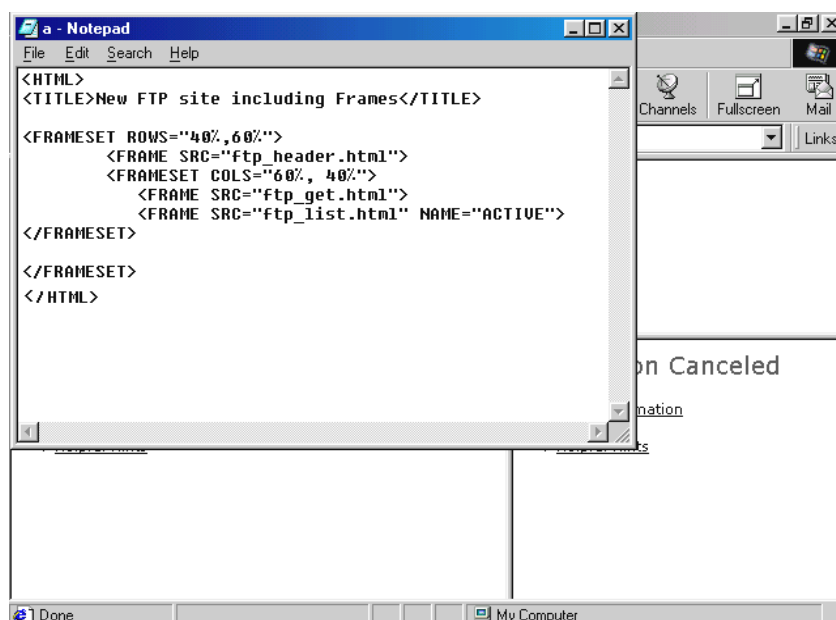 a - Notepad
File Edit Search Help
<HTML>
<TITLE>New FTP site including Frames</TITLE>
<FRAMESET ROWS="40%,60%">
<FRAME SRC="ftp_header.html">
<FRAMESET COLS="60%, 40%">
<FRAME SRC="ftp_get.html">
<FRAME SRC="ftp_list.html" NAME="ACTIVE">
</FRAMESET>
</FRAMESET>
</HTML>
Channels Fullscreen Mail
Links
on Canceled
mation
Done
My Computer